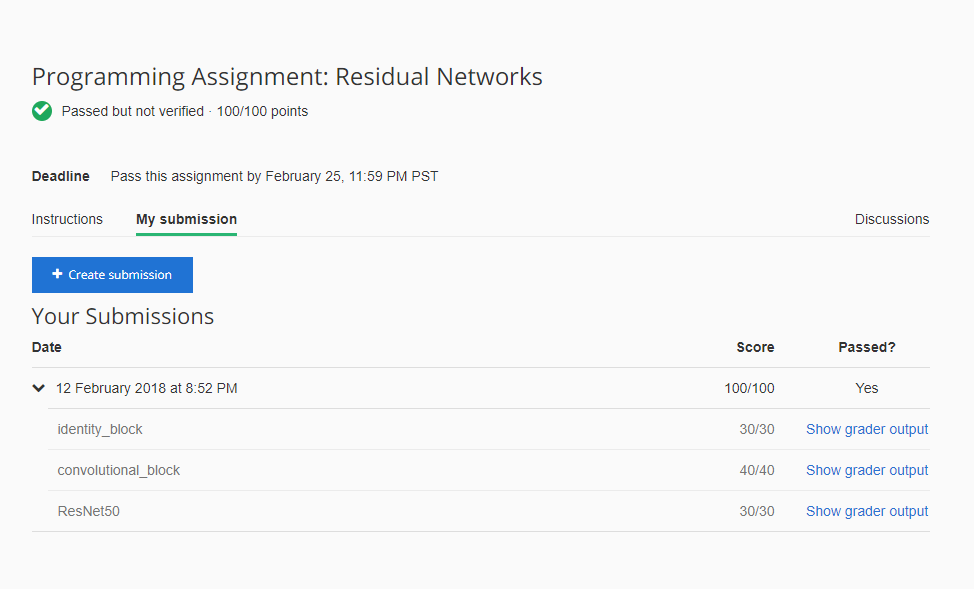 Programming Assignment: Residual Networks
Passed but not verified · 100/100 points
Deadline Pass this assignment by February 25, 11:59 PM PST
Instructions My submission Discussions
Create submission
Your Submissions
Date Score Passed?
12 February 2018 at 8:52 PM 100/100 Yes
identity_block 30/30 Show grader output
convolutional_block 40/40 Show grader output
ResNet50 30/30 Show grader output